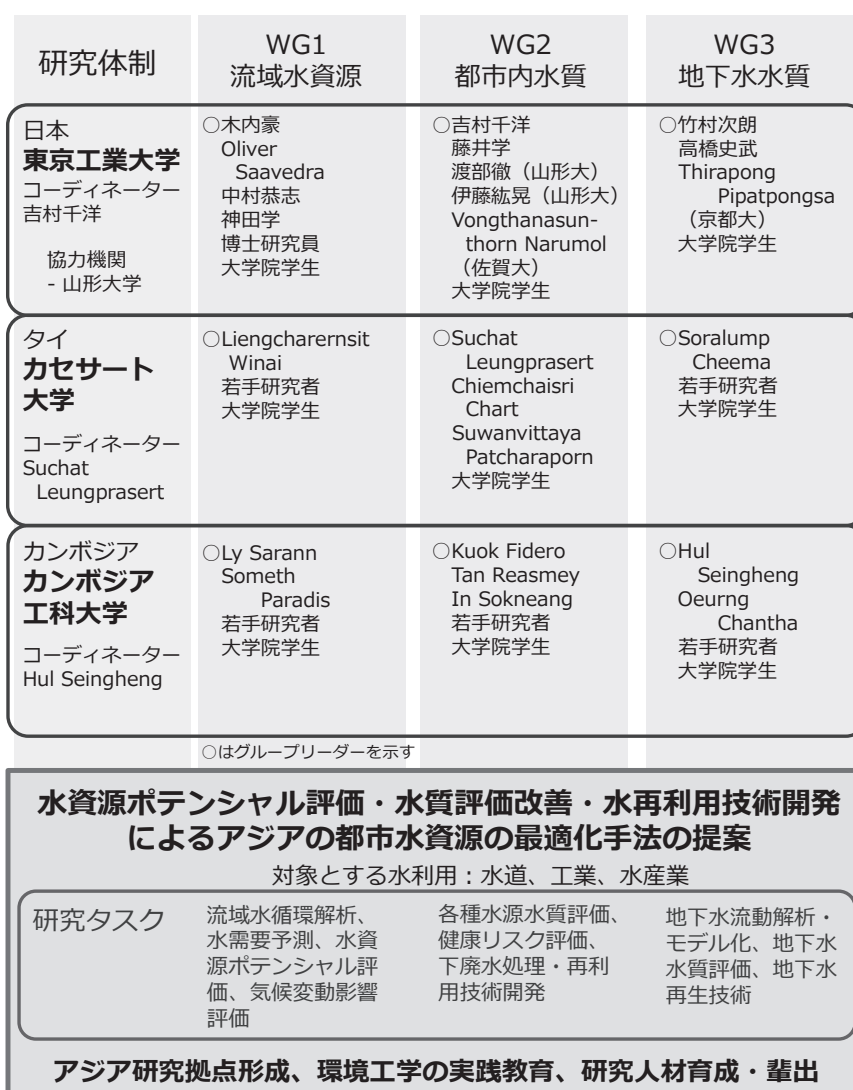 研究体制
WG1
流域水資源
WG2
都市内水質
WG3
地下水水質
日本
東京工業大学
コーディネーター
吉村千洋
協力機関
- 山形大学
○木内豪
Oliver
Saavedra
中村恭志
神田学
博士研究員
大学院学生
○吉村千洋
藤井学
渡部徹（山形大）
伊藤紘晃（山形大）
Vongthanasun-
thorn Narumol
（佐賀大）
大学院学生
○竹村次朗
高橋史武
Thirapong
Pipatpongsa
（京都大）
大学院学生
タイ
カセサート
大学
コーディネーター
Suchat
Leungprasert
○Liengcharernsit
Winai
若手研究者
大学院学生
○Suchat
Leungprasert
Chiemchaisri
Chart
Suwanvittaya
Patcharaporn
大学院学生
○Soralump
Cheema
若手研究者
大学院学生
カンボジア
カンボジア
工科大学
コーディネーター
Hul Seingheng
○Ly Sarann
Someth
Paradis
若手研究者
大学院学生
○Kuok Fidero
Tan Reasmey
In Sokneang
若手研究者
大学院学生
○Hul
Seingheng
Oeurng
Chantha
若手研究者
大学院学生
○はグループリーダーを示す
水資源ポテンシャル評価・水質評価改善・水再利用技術開発
によるアジアの都市水資源の最適化手法の提案
対象とする水利用：水道、工業、水産業
研究タスク
流域水循環解析、
水需要予測、水資
源ポテンシャル評
価、気候変動影響
評価
各種水源水質評価、
健康リスク評価、
下廃水処理・再利
用技術開発
地下水流動解析・
モデル化、地下水
水質評価、地下水
再生技術
アジア研究拠点形成、環境工学の実践教育、研究人材育成・輩出